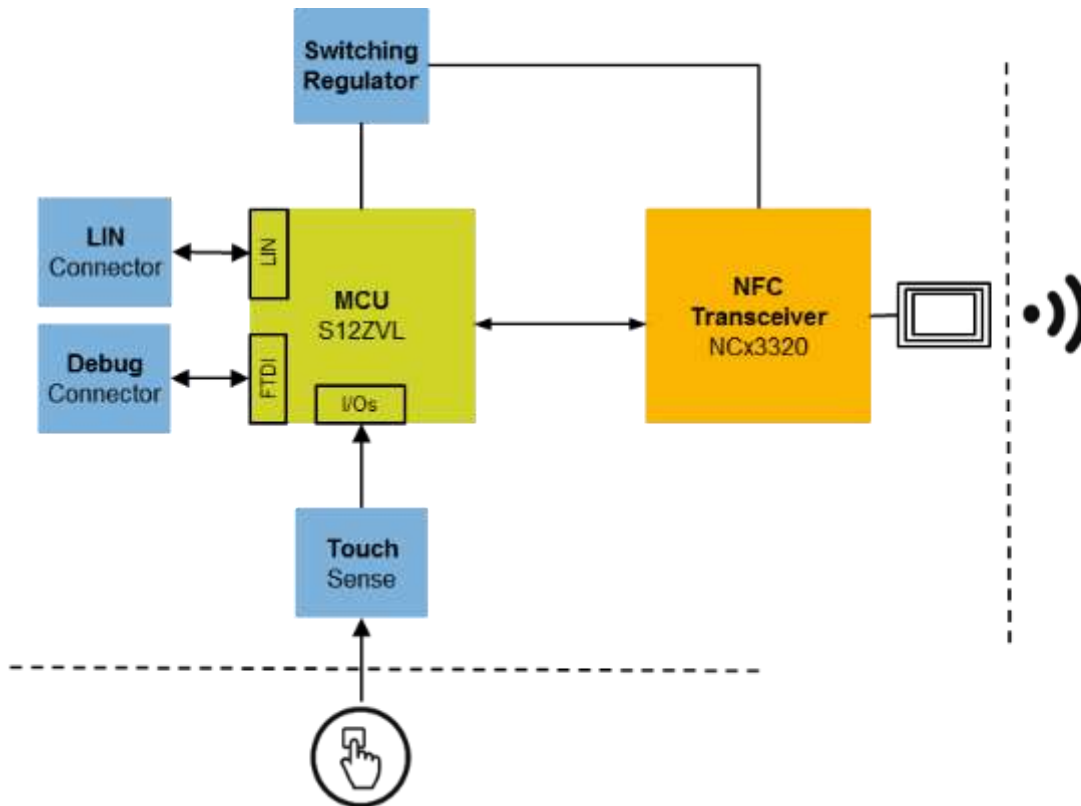 Switching
Regulator
LIN
Connector
LIN
MCU
S12ZVL
NFC
Transceiver
NCx3320
Debug
Connector
FTDI
I/Os
Touch
Sense